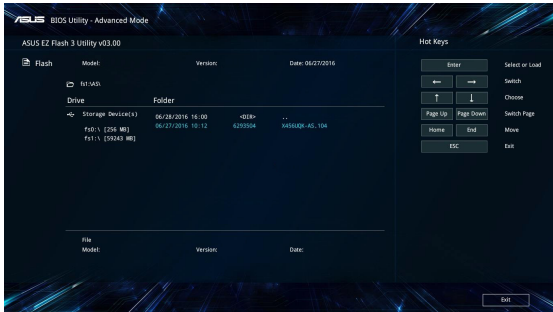 ASUS BIOS Utility - Advanced Mode
ASUS EZ Flash 3 Utility v03.00
Hot Keys
Flash Model: Version: Date: 06/27/2016
Enter Select or Load
fs1:\AS\
← → Switch
↑ ↓ Choose
Drive Folder
Storage Device(s) 06/28/2016 16:00 <DIR> ..
Page Up Page Down Switch Page
06/27/2016 10:12 6293504 X456UQK-AS.104
fs0:\ [256 MB]
Home End Move
fs1:\ [59243 MB]
ESC Exit
File
Model: Version: Date:
Exit